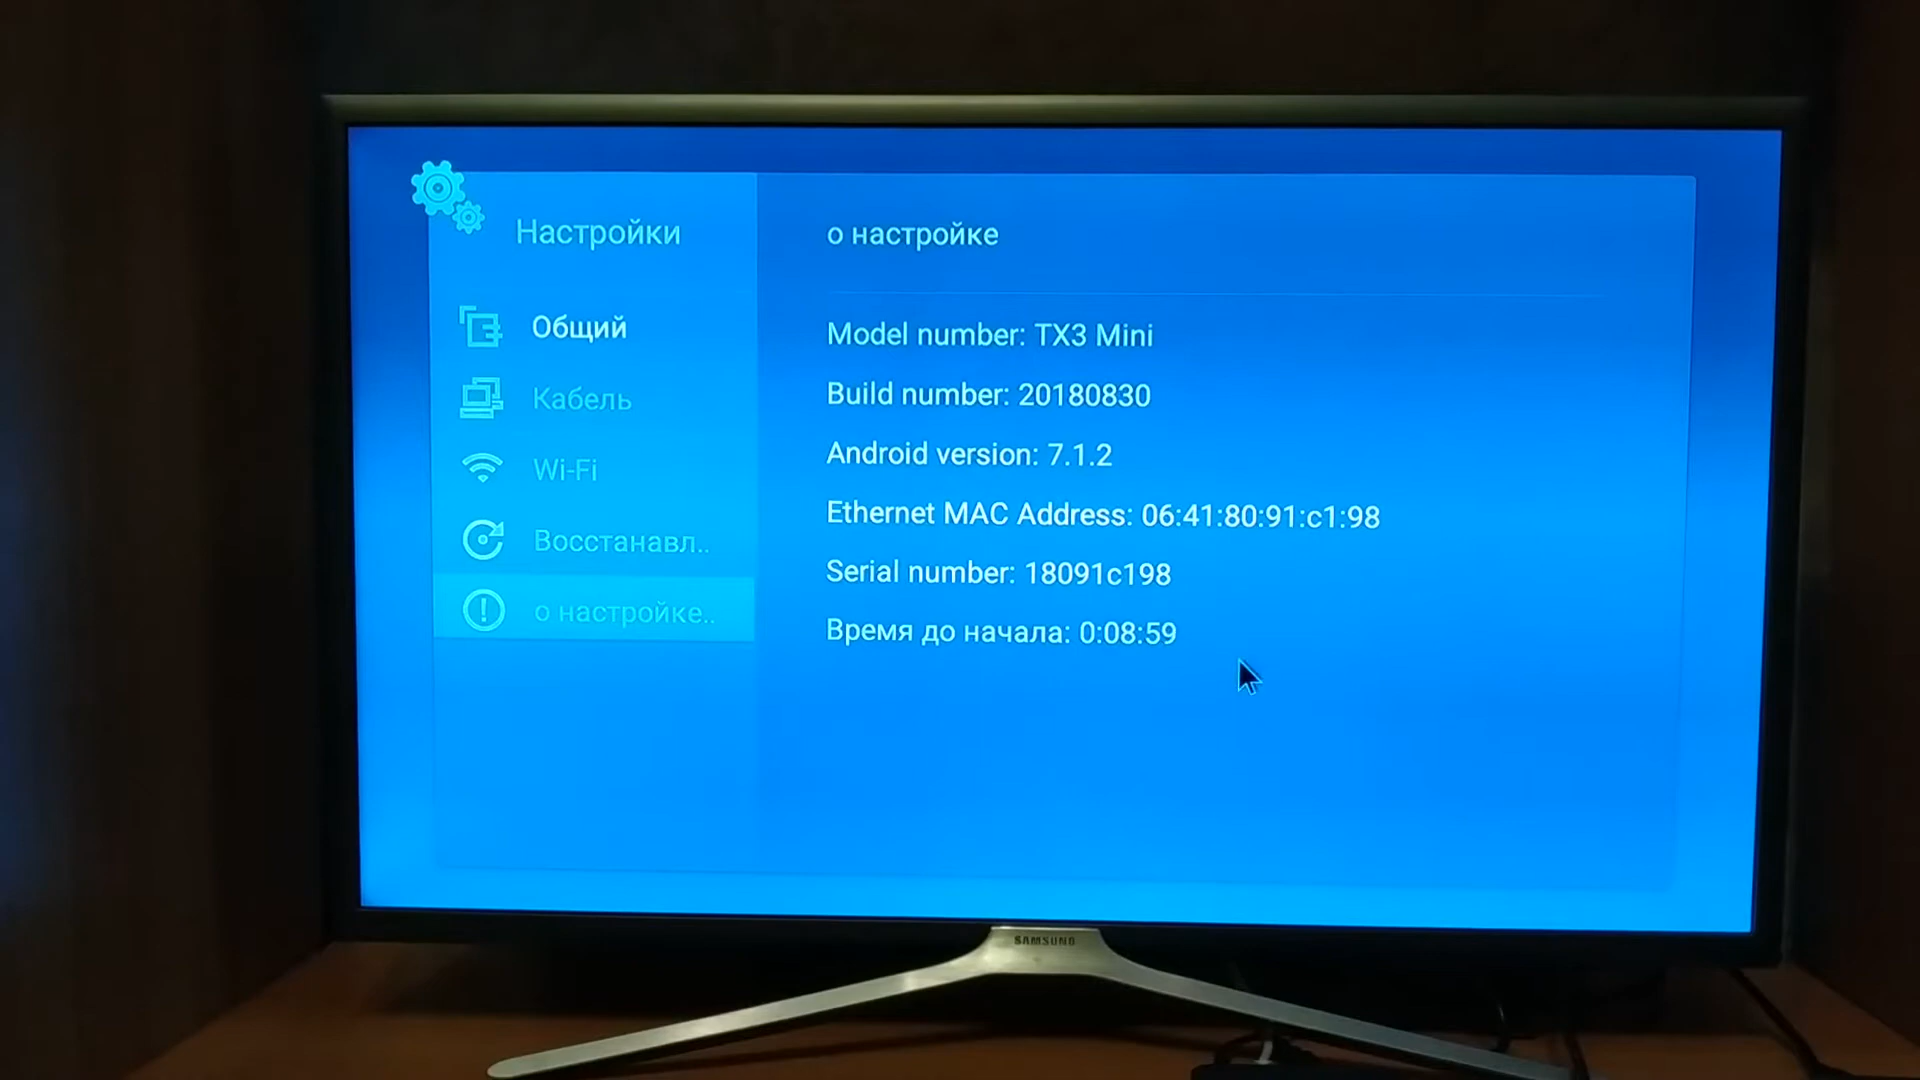 Настройки
Общий
Кабель
Wi-Fi
Восстанавл..
о настройке..
о настройке
Model number: TX3 Mini
Build number: 20180830
Android version: 7.1.2
Ethernet MAC Address: 06:41:80:91:c1:98
Serial number: 18091c198
Время до начала: 0:08:59
SAMSUNG